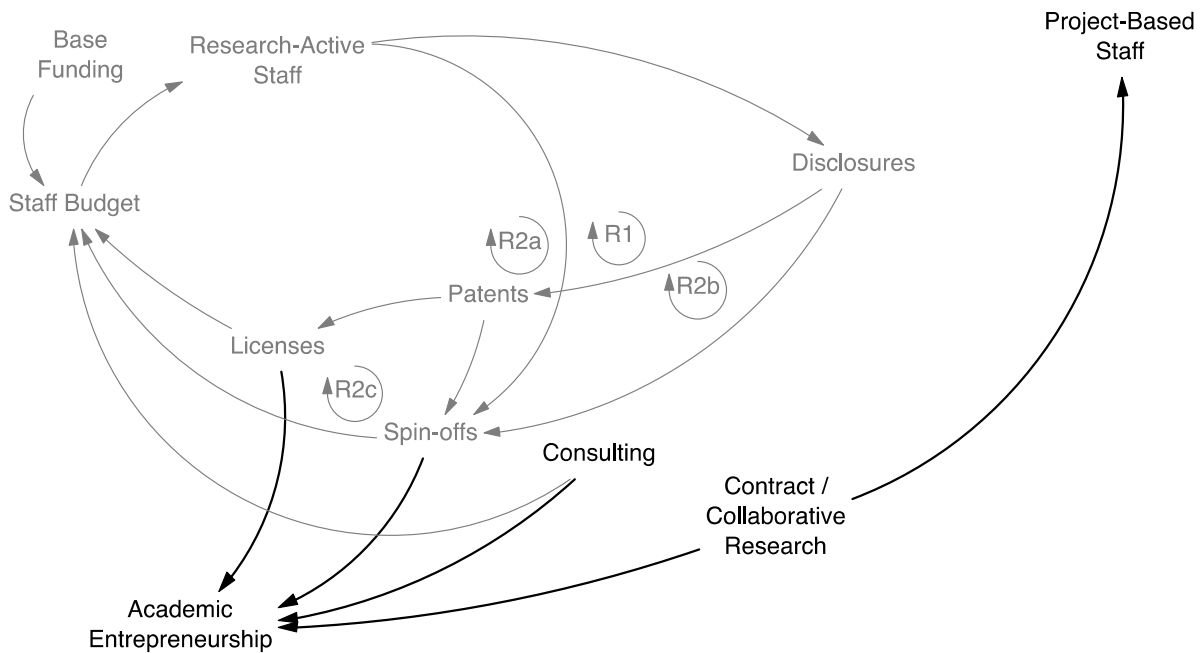 Project-Based
Staff
Base
Funding
Research-Active
Staff
Disclosures
Staff Budget
R2a
R1
R2b
Patents
Licenses
R2c
Spin-offs
Consulting
Contract /
Collaborative
Research
Academic
Entrepreneurship